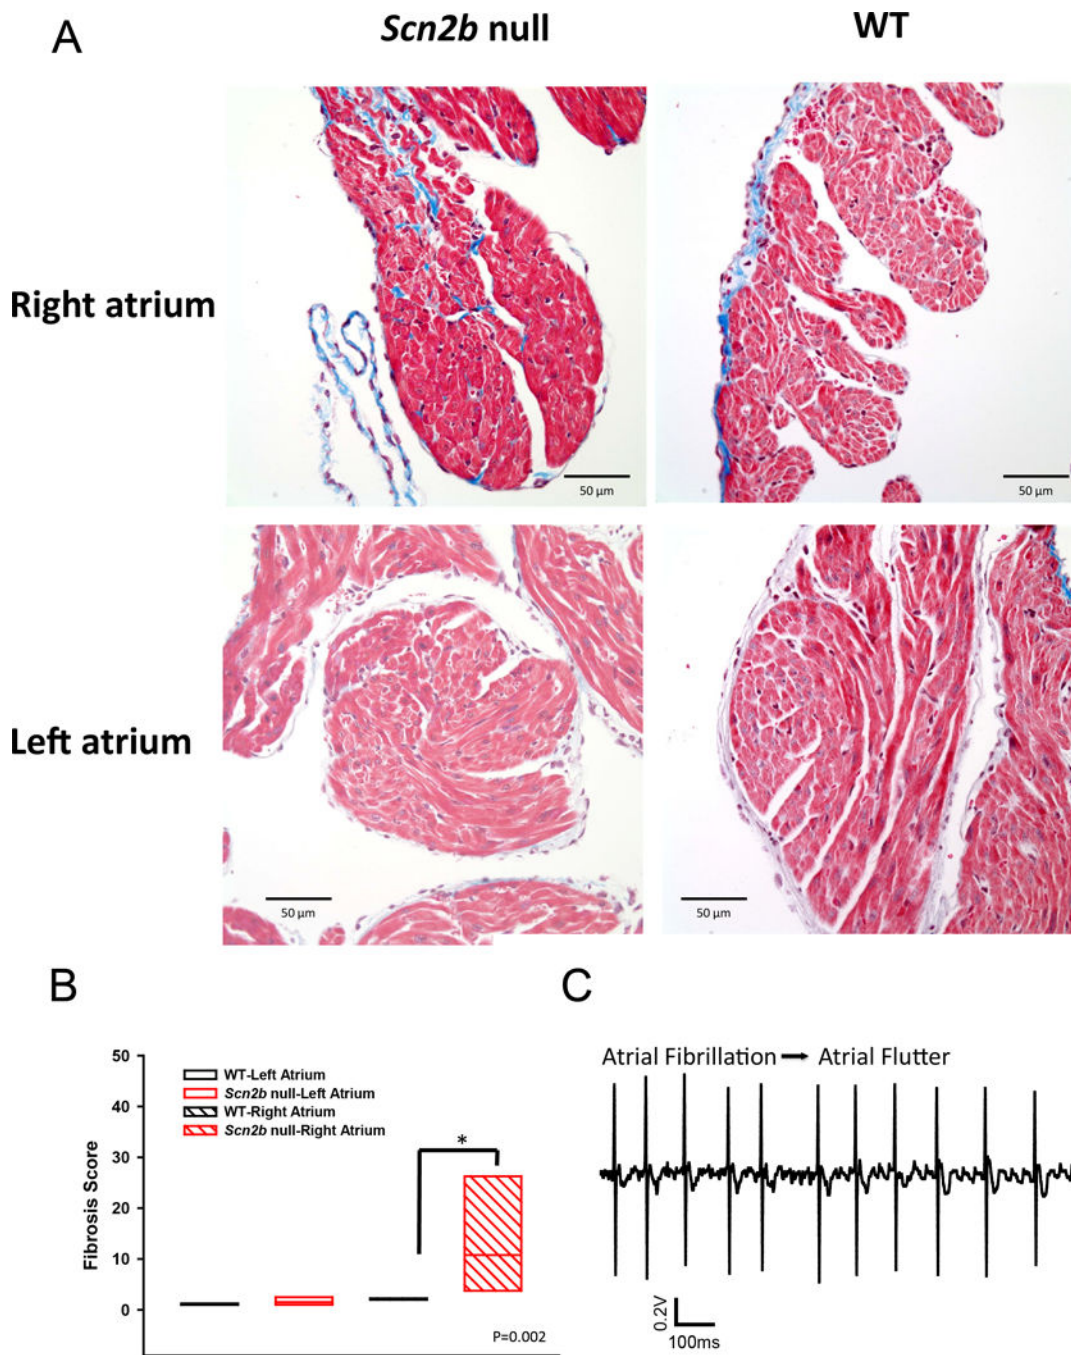 A
Scn2b null
WT
Right atrium
50 µm
50 µm
Left atrium
50 µm
50 µm
B
50
40
30
20
10
0
Fibrosis Score
WT-Left Atrium
Scn2b null-Left Atrium
WT-Right Atrium
Scn2b null-Right Atrium
*
P=0.002
C
Atrial Fibrillation → Atrial Flutter
0.2V
100ms